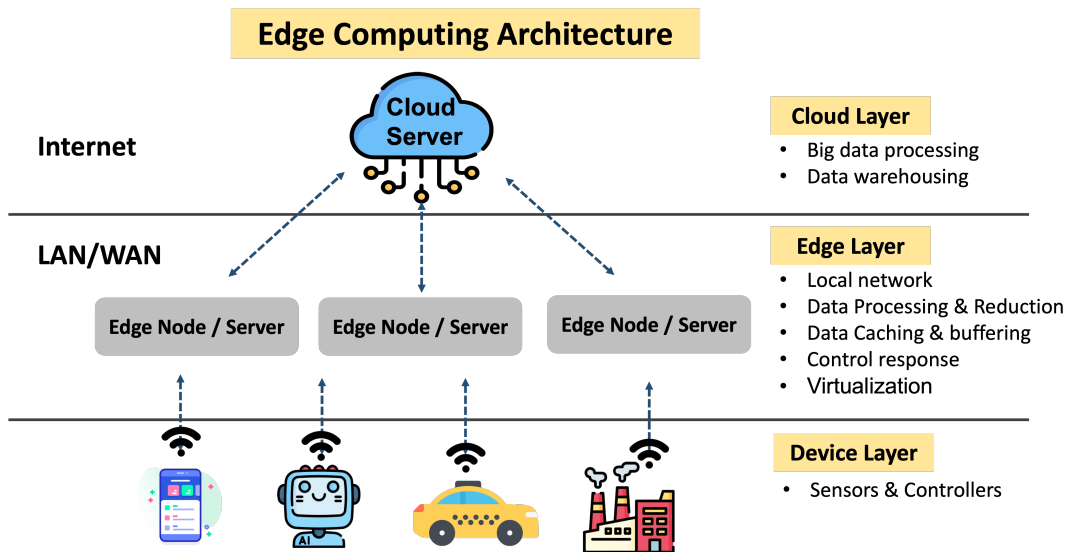 Edge Computing Architecture
Cloud
Server
Internet
Cloud Layer
• Big data processing
• Data warehousing
LAN/WAN
Edge Layer
• Local network
• Data Processing & Reduction
• Data Caching & buffering
• Control response
• Virtualization
Edge Node / Server
Edge Node / Server
Edge Node / Server
Device Layer
• Sensors & Controllers
AI